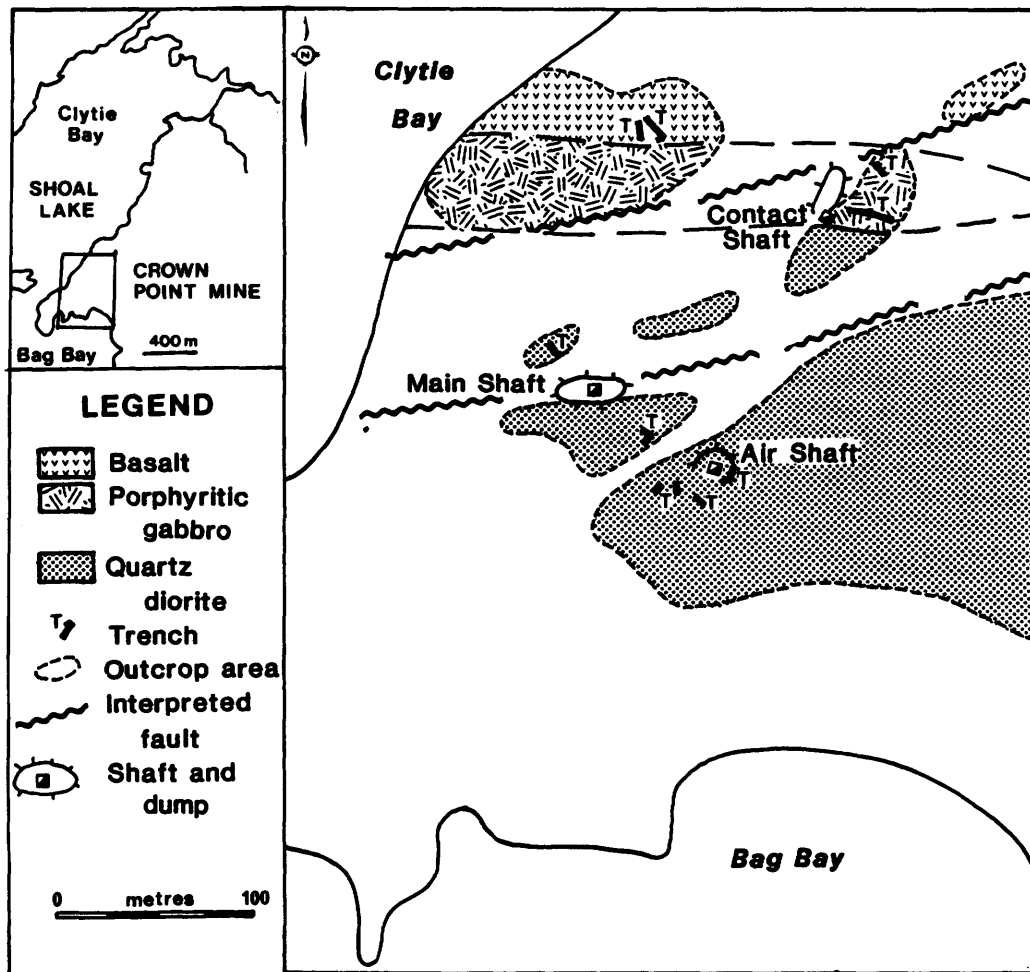 Clytie
Bay
SHOAL
LAKE
CROWN
POINT MINE
400 m
Bag Bay
LEGEND
Basalt
Porphyritic
gabbro
Quartz
diorite
T
Trench
Outcrop area
Interpreted
fault
Shaft and
dump
0 metres 100
N
Clytie
Bay
T T
T
Contact
Shaft
T
T
Main Shaft
T
Air Shaft
T
T T
Bag Bay